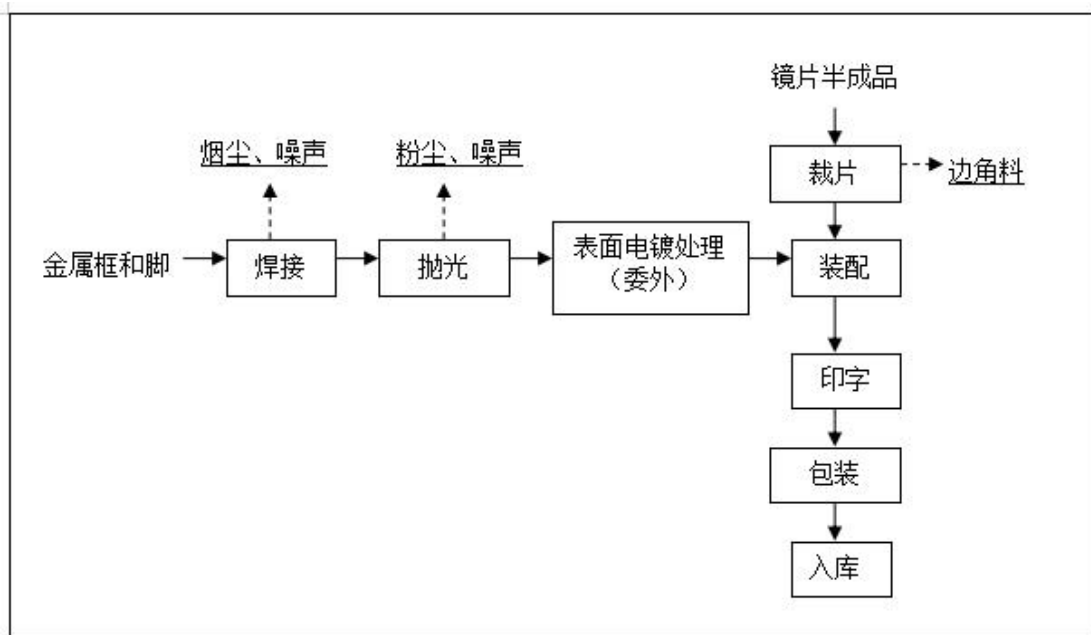 镜片半成品
烟尘、噪声
粉尘、噪声
裁片
边角料
金属框和脚
焊接
抛光
表面电镀处理
（委外）
装配
印字
包装
入库